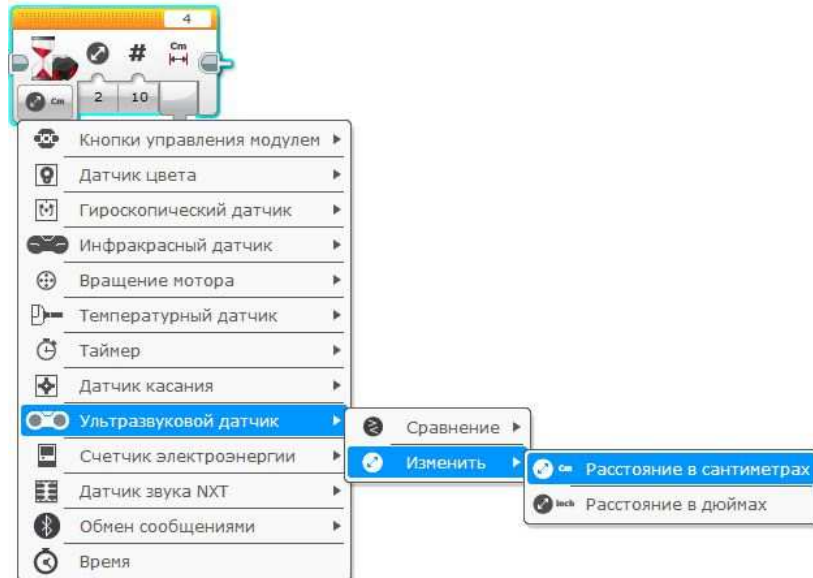 4
# Cm
Cm 2 10
Кнопки управления модулем
Датчик цвета
Гироскопический датчик
Инфракрасный датчик
Вращение мотора
Температурный датчик
Таймер
Датчик касания
Ультразвуковой датчик
Сравнение
Счетчик электроэнергии
Изменить
Cm Расстояние в сантиметрах
Датчик звука NXT
Inch Расстояние в дюймах
Обмен сообщениями
Время